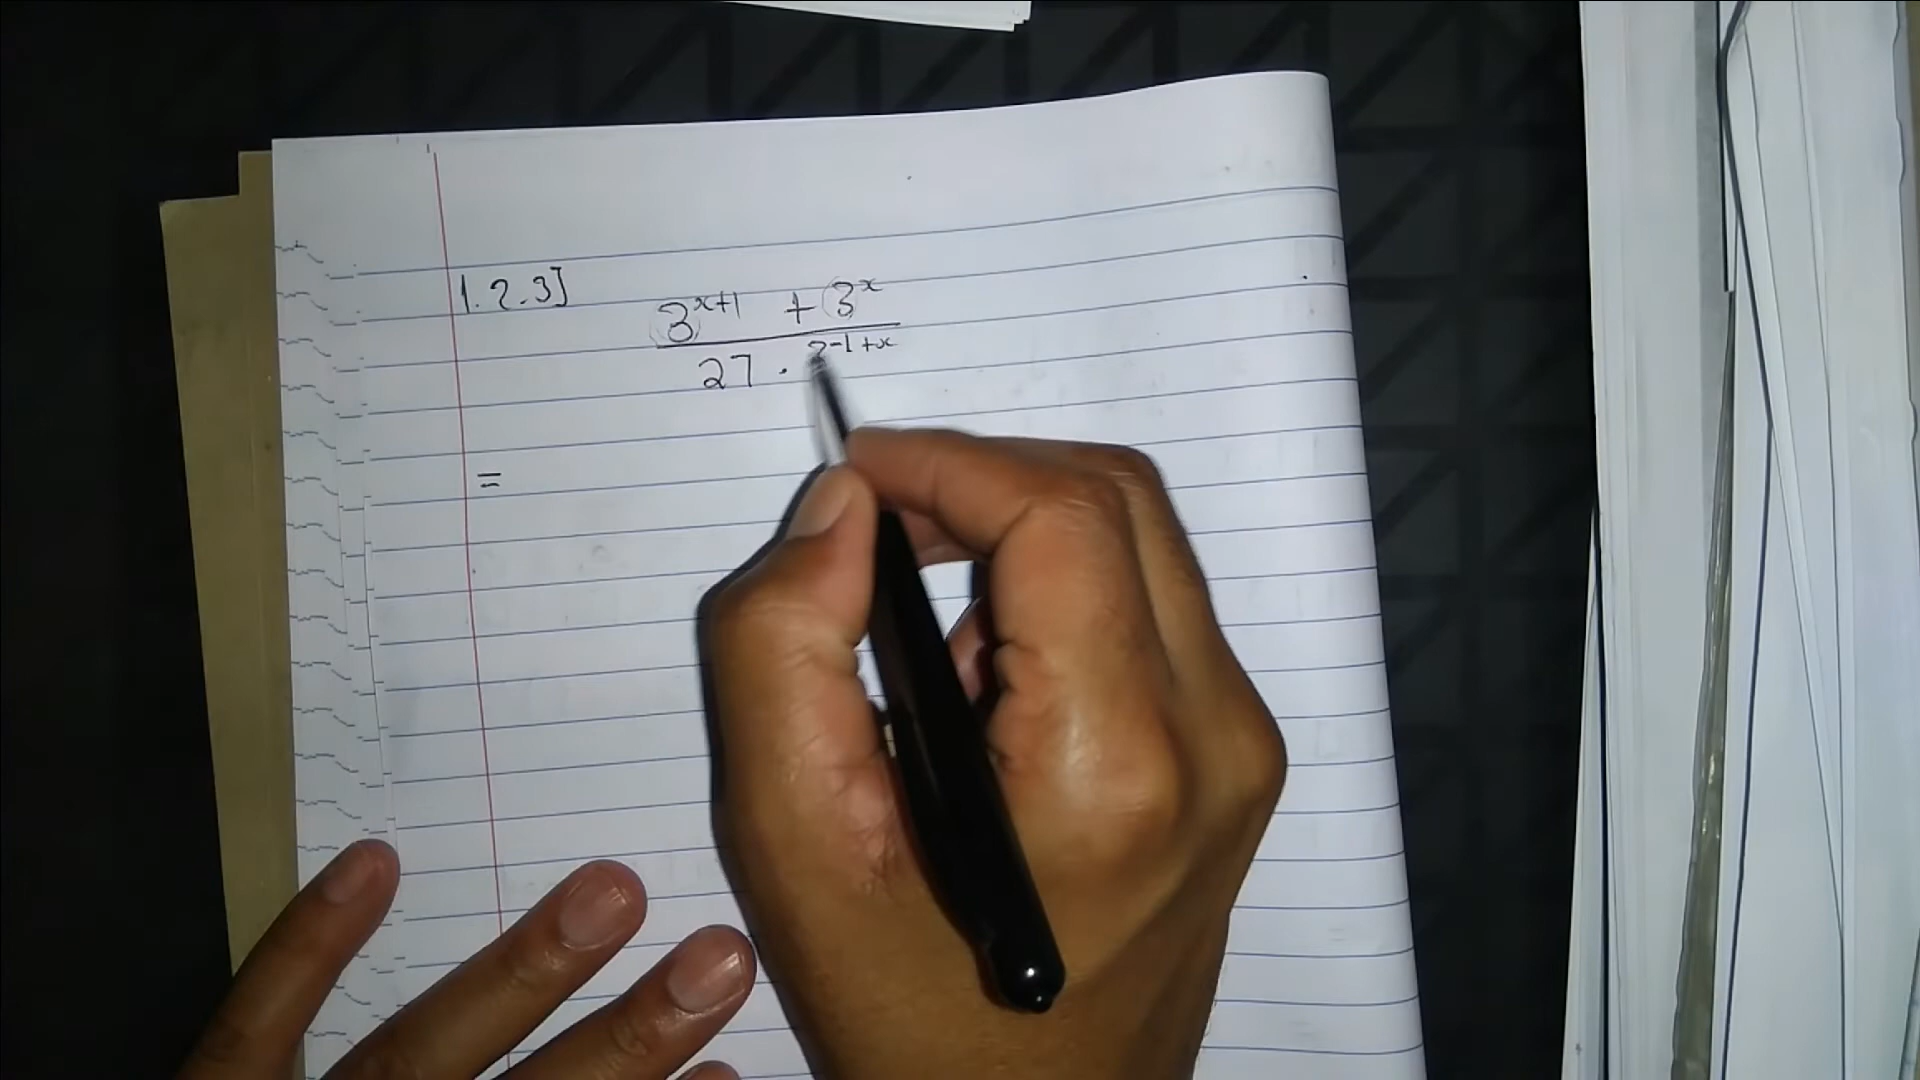 1.2.3]
3^{x+1} + 3^x
27 · 3^{-1+x}
=